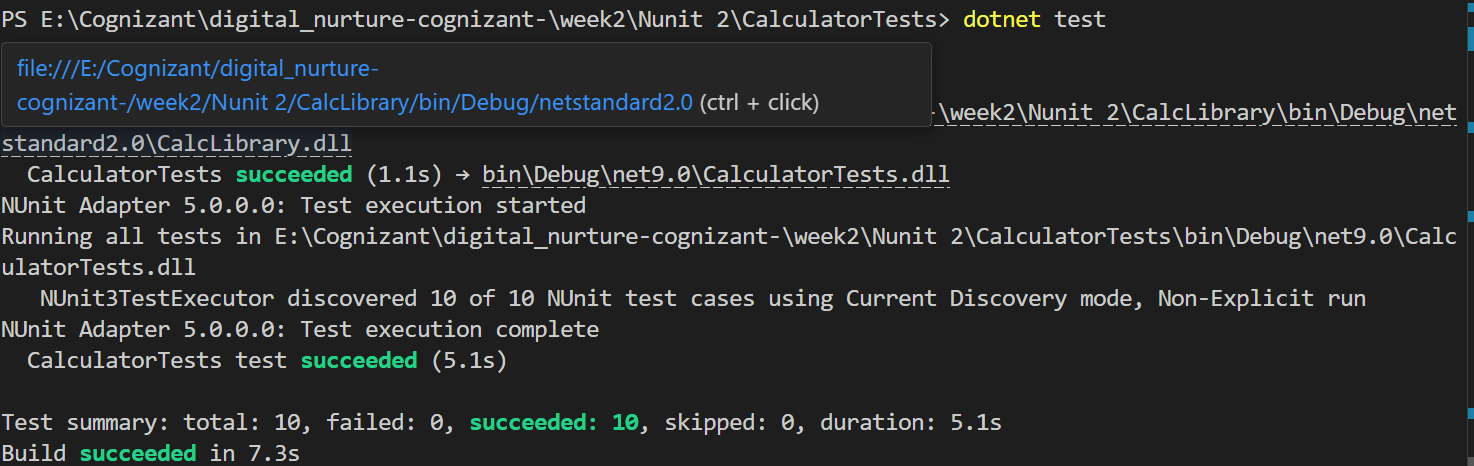 PS E:\Cognizant\digital_nurture-cognizant-\week2\Nunit 2\CalculatorTests> dotnet test
file:///E:/Cognizant/digital_nurture-
cognizant-/week2/Nunit 2/CalcLibrary/bin/Debug/netstandard2.0 (ctrl + click)
-\week2\Nunit 2\CalcLibrary\bin\Debug\net
standard2.0\CalcLibrary.dll
CalculatorTests succeeded (1.1s) → bin\Debug\net9.0\CalculatorTests.dll
NUnit Adapter 5.0.0.0: Test execution started
Running all tests in E:\Cognizant\digital_nurture-cognizant-\week2\Nunit 2\CalculatorTests\bin\Debug\net9.0\Calc
ulatorTests.dll
NUnit3TestExecutor discovered 10 of 10 NUnit test cases using Current Discovery mode, Non-Explicit run
NUnit Adapter 5.0.0.0: Test execution complete
CalculatorTests test succeeded (5.1s)
Test summary: total: 10, failed: 0, succeeded: 10, skipped: 0, duration: 5.1s
Build succeeded in 7.3s